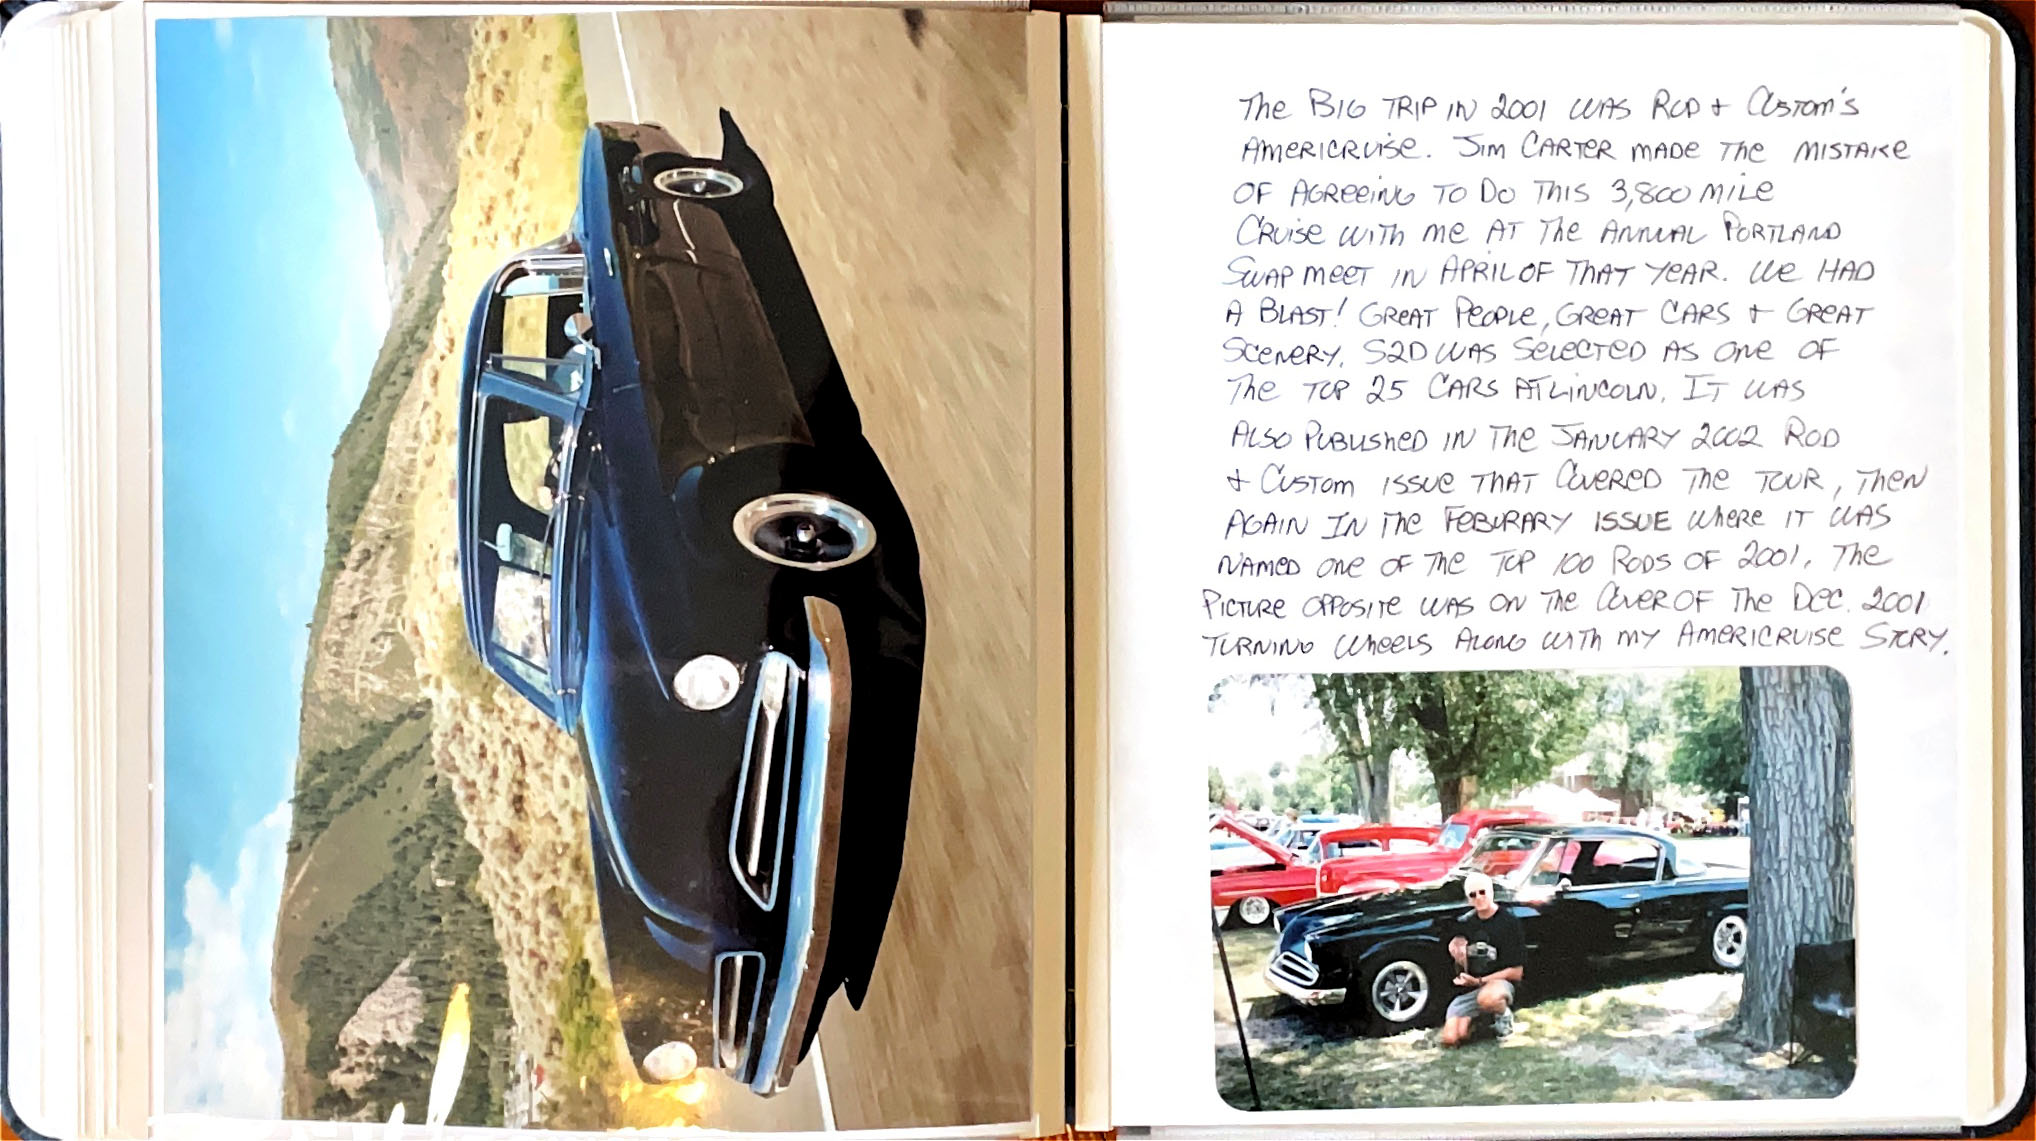 The BIG TRIP IN 2001 WAS ROD + CUSTOM'S
AMERICRUISE. JIM CARTER MADE THE MISTAKE
OF AGREEING TO DO THIS 3,800 MILE
CRUISE WITH ME AT THE ANNUAL PORTLAND
SWAP MEET IN APRIL OF THAT YEAR. WE HAD
A BLAST! GREAT PEOPLE, GREAT CARS + GREAT
SCENERY. S2D WAS SELECTED AS ONE OF
THE TOP 25 CARS AT LINCOLN. IT WAS
ALSO PUBLISHED IN THE JANUARY 2002 ROD
+ CUSTOM ISSUE THAT COVERED THE TOUR, THEN
AGAIN IN THE FEBURARY ISSUE WHERE IT WAS
NAMED ONE OF THE TOP 100 RODS OF 2001. THE
PICTURE OPPOSITE WAS ON THE COVER OF THE DEC. 2001
TURNING WHEELS ALONG WITH MY AMERICRUISE STORY.